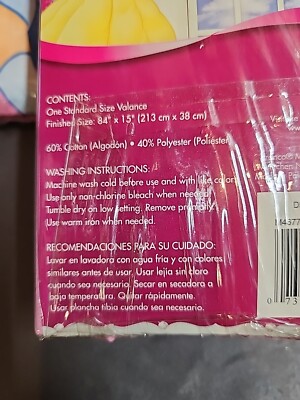 CONTENTS:
One Standard Size Valance
Finished Size: 84" x 15" (213 cm x 38 cm)
60% Cotton (Algodón) • 40% Polyester (Poliéster)
WASHING INSTRUCTIONS:
Machine wash cold before use and with like colors.
Use only non-chlorine bleach when needed.
Tumble dry on low setting. Remove promptly.
Use warm iron when needed.
RECOMENDACIONES PARA SU CUIDADO:
Lavar en lavadora con agua fria y con colores
similares antes de usar. Usar lejia sin cloro
cuando sea necesario. Secar en secadora a
baja temperatura. Quitar rápidamente.
Usar plancha tibia cuando sea necesario.